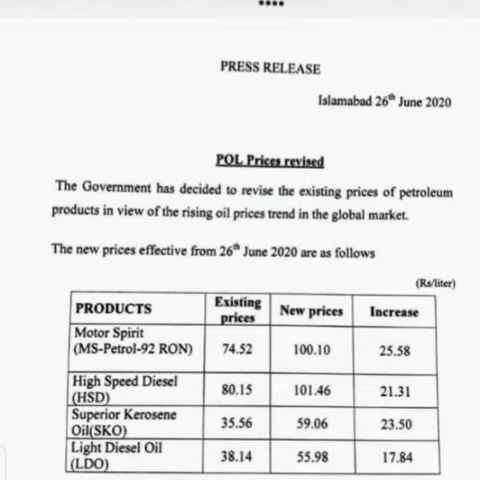 PRESS RELEASE
Islamabad 26th June 2020
POL Prices revised
The Government has decided to revise the existing prices of petroleum
products in view of the rising oil prices trend in the global market.
The new prices effective from 26th June 2020 are as follows
(Rs/liter)
PRODUCTS Existing prices New prices Increase
Motor Spirit
(MS-Petrol-92 RON) 74.52 100.10 25.58
High Speed Diesel
(HSD) 80.15 101.46 21.31
Superior Kerosene
Oil(SKO) 35.56 59.06 23.50
Light Diesel Oil
(LDO) 38.14 55.98 17.84